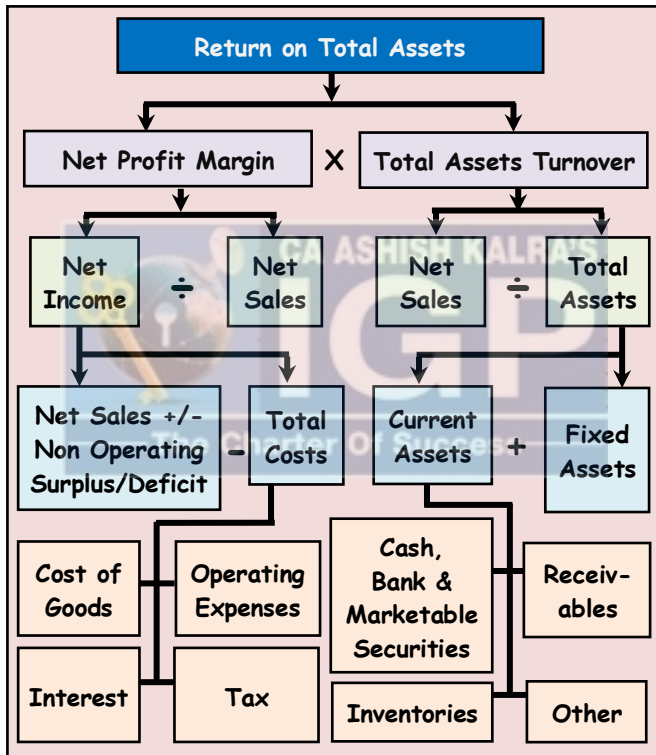 Return on Total Assets
Net Profit Margin
X
Total Assets Turnover
CA ASHISH KALRA'S
IGP
The Charter Of Success
Net
Income
÷
Net
Sales
Net
Sales
÷
Total
Assets
Net Sales +/-
Non Operating
Surplus/Deficit
-
Total
Costs
Current
Assets
+
Fixed
Assets
Cost of
Goods
Operating
Expenses
Cash,
Bank &
Marketable
Securities
Receiv-
ables
Interest
Tax
Inventories
Other